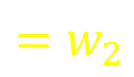 = w₂